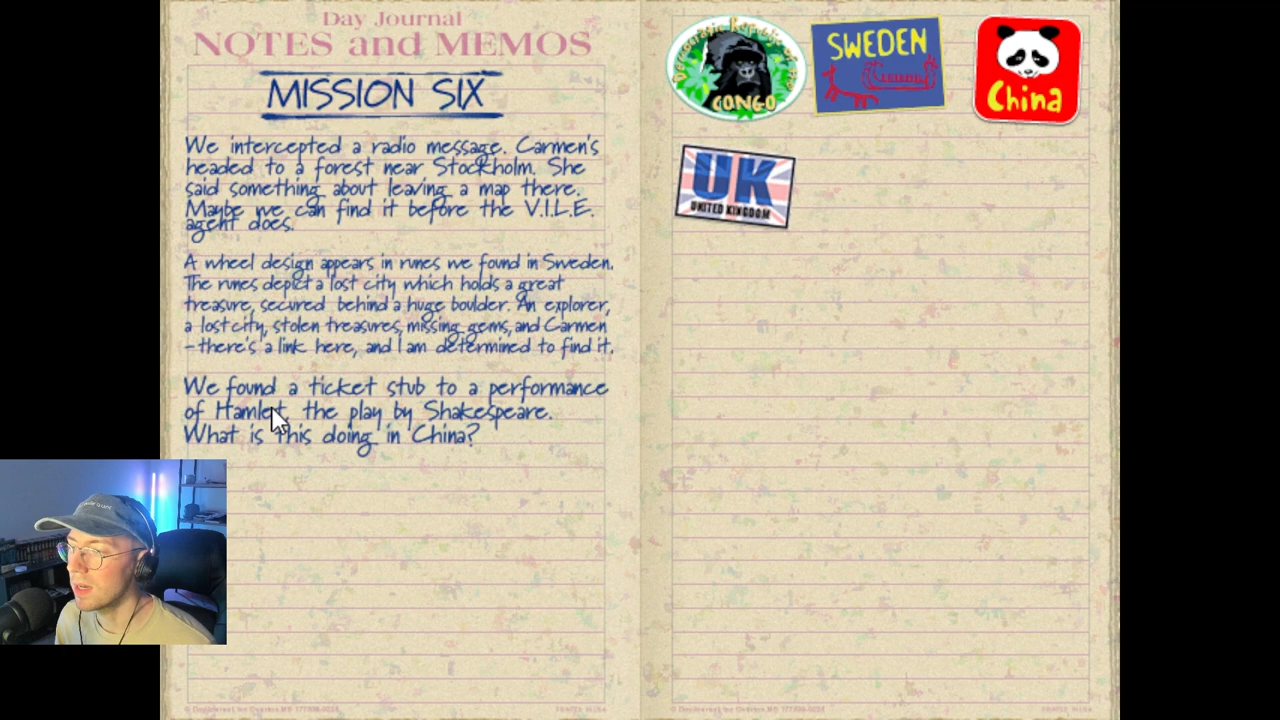 Day Journal
NOTES and MEMOS
MISSION SIX
We intercepted a radio message. Carmen's
headed to a forest near Stockholm. She
said something about leaving a map there.
Maybe we can find it before the V.I.L.E.
agent does.
A wheel design appears in runes we found in Sweden.
The runes depict a lost city which holds a great
treasure, secured behind a huge boulder. An explorer,
a lost city, stolen treasures, missing gems, and Carmen
-there's a link here, and I am determined to find it.
We found a ticket stub to a performance
of Hamlet, the play by Shakespeare.
What is this doing in China?
Democratic Republic of the
CONGO
SWEDEN
China
UK
UNITED KINGDOM